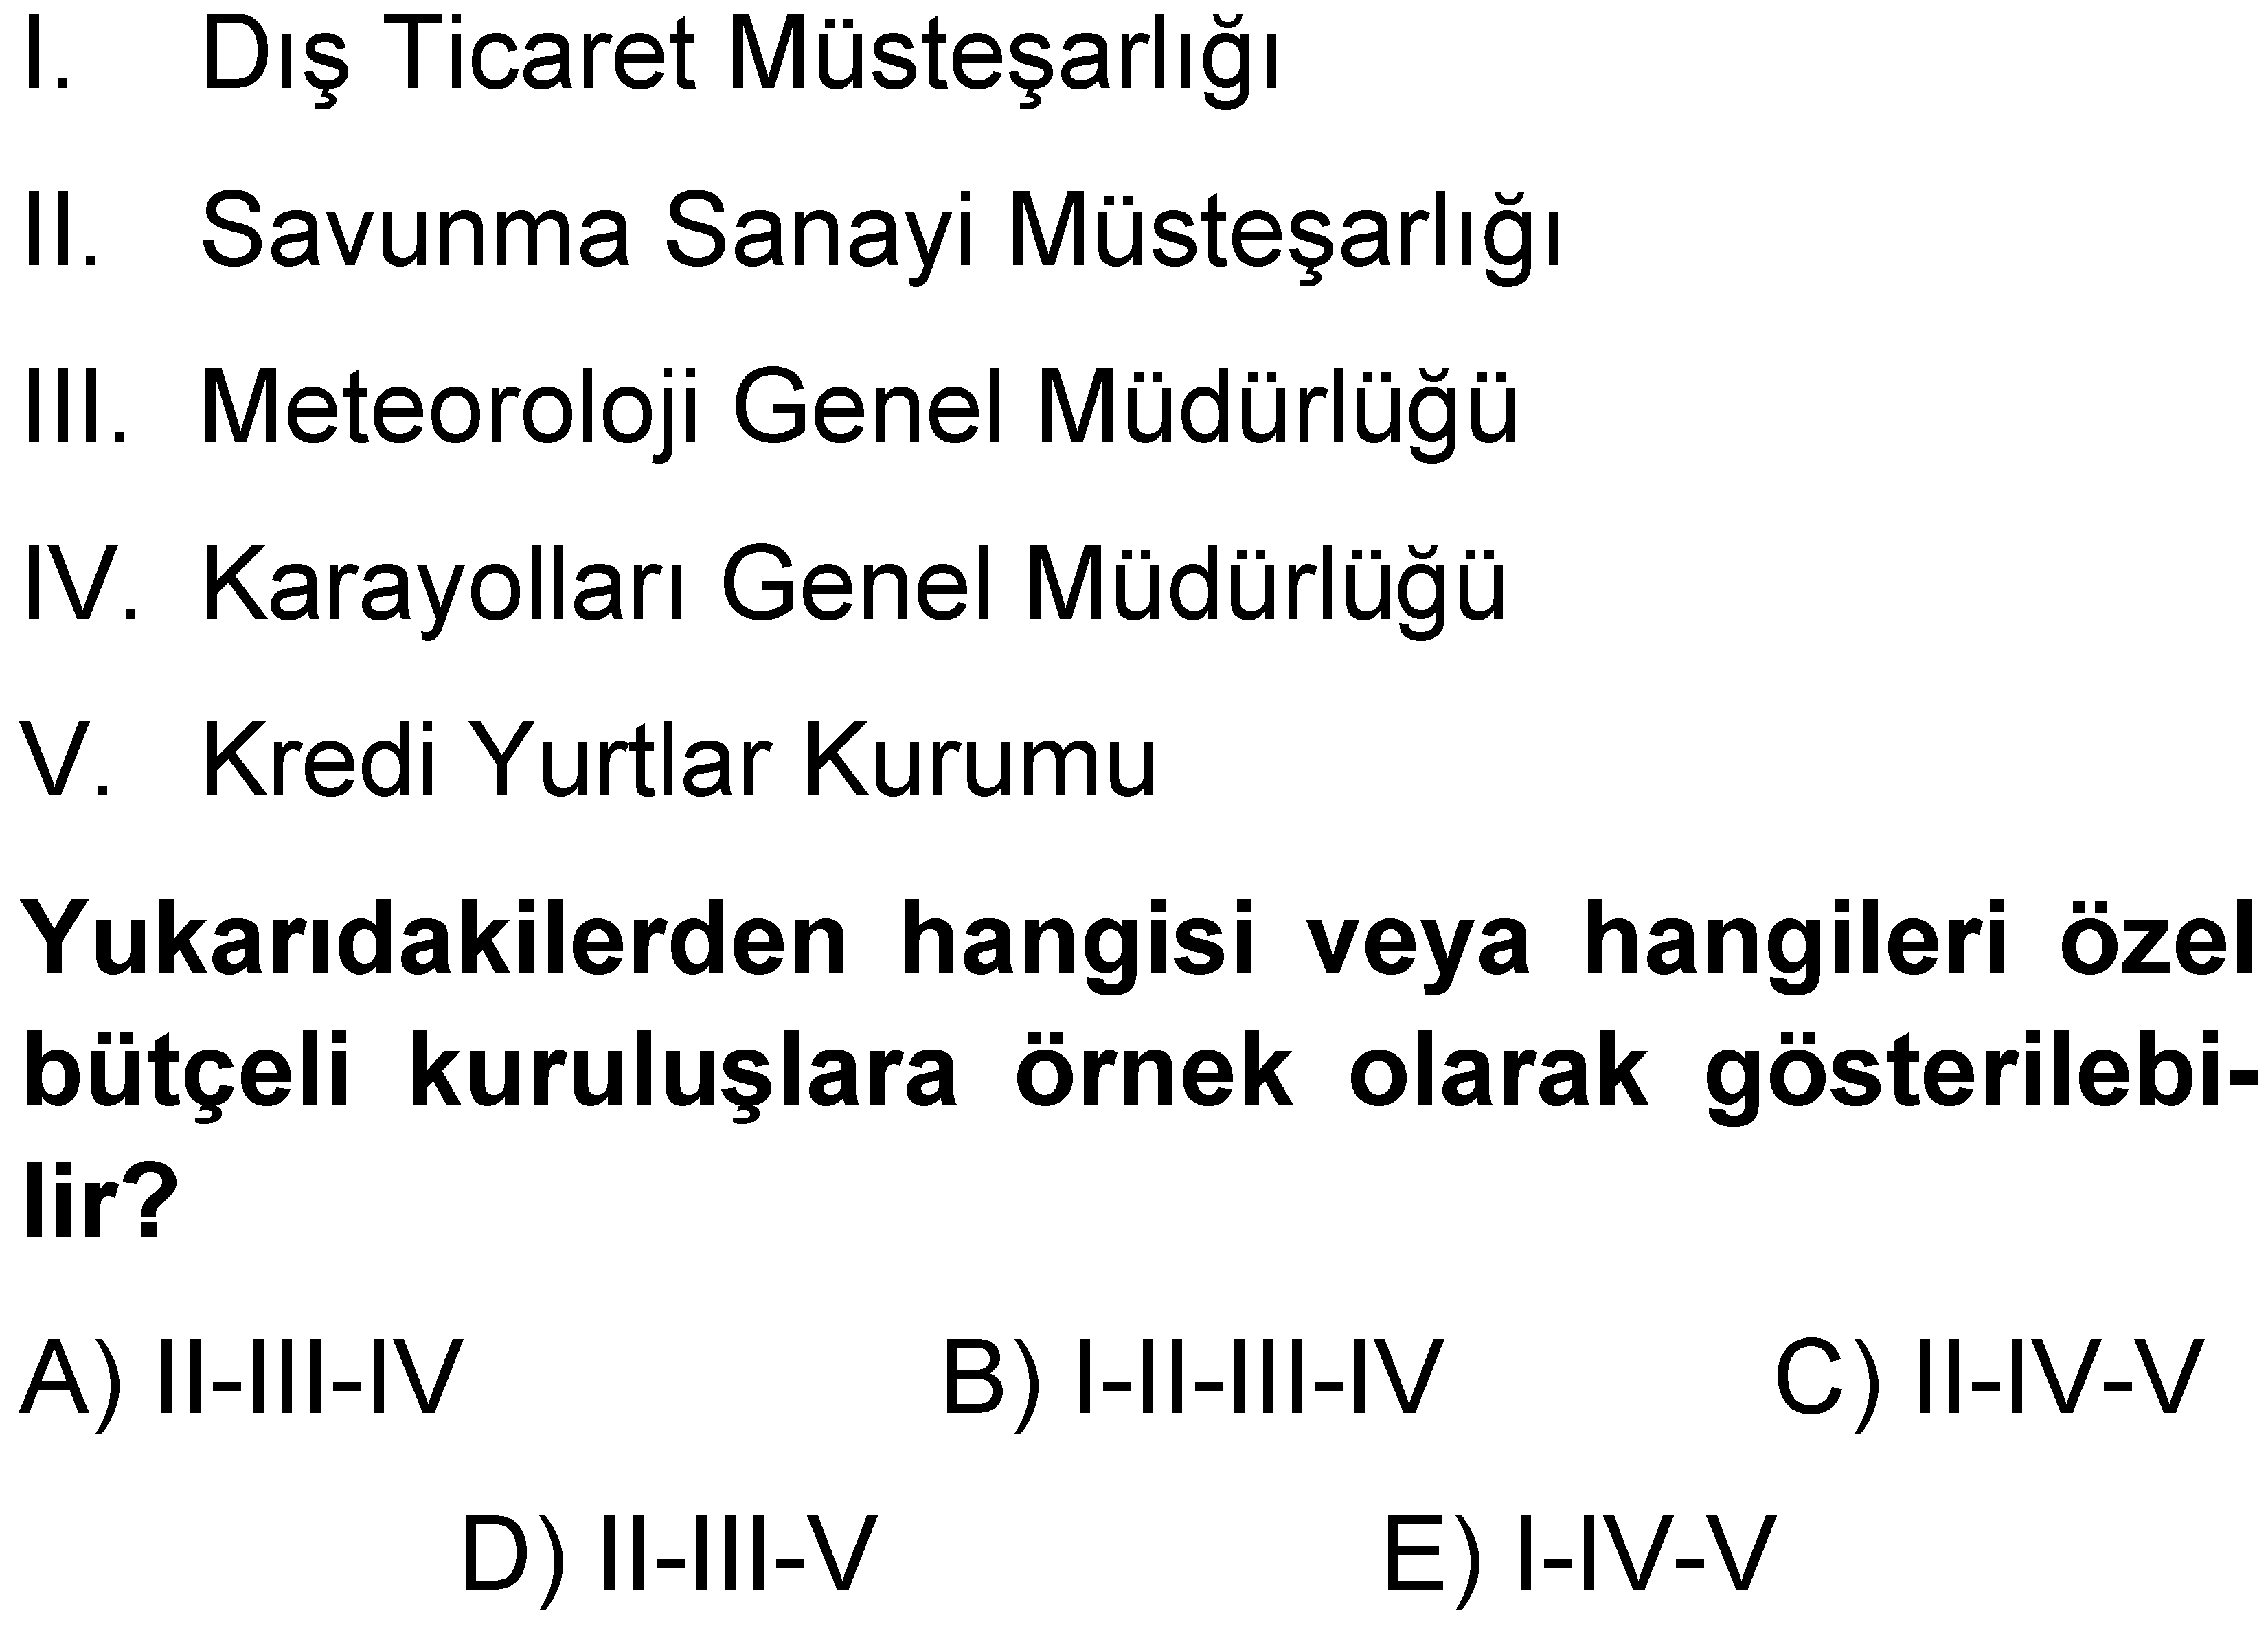 I. Dış Ticaret Müsteşarlığı
II. Savunma Sanayi Müsteşarlığı
III. Meteoroloji Genel Müdürlüğü
IV. Karayolları Genel Müdürlüğü
V. Kredi Yurtlar Kurumu
Yukarıdakilerden hangisi veya hangileri özel
bütçeli kuruluşlara örnek olarak gösterilebi-
lir?
A) II-III-IV B) I-II-III-IV C) II-IV-V
D) II-III-V E) I-IV-V